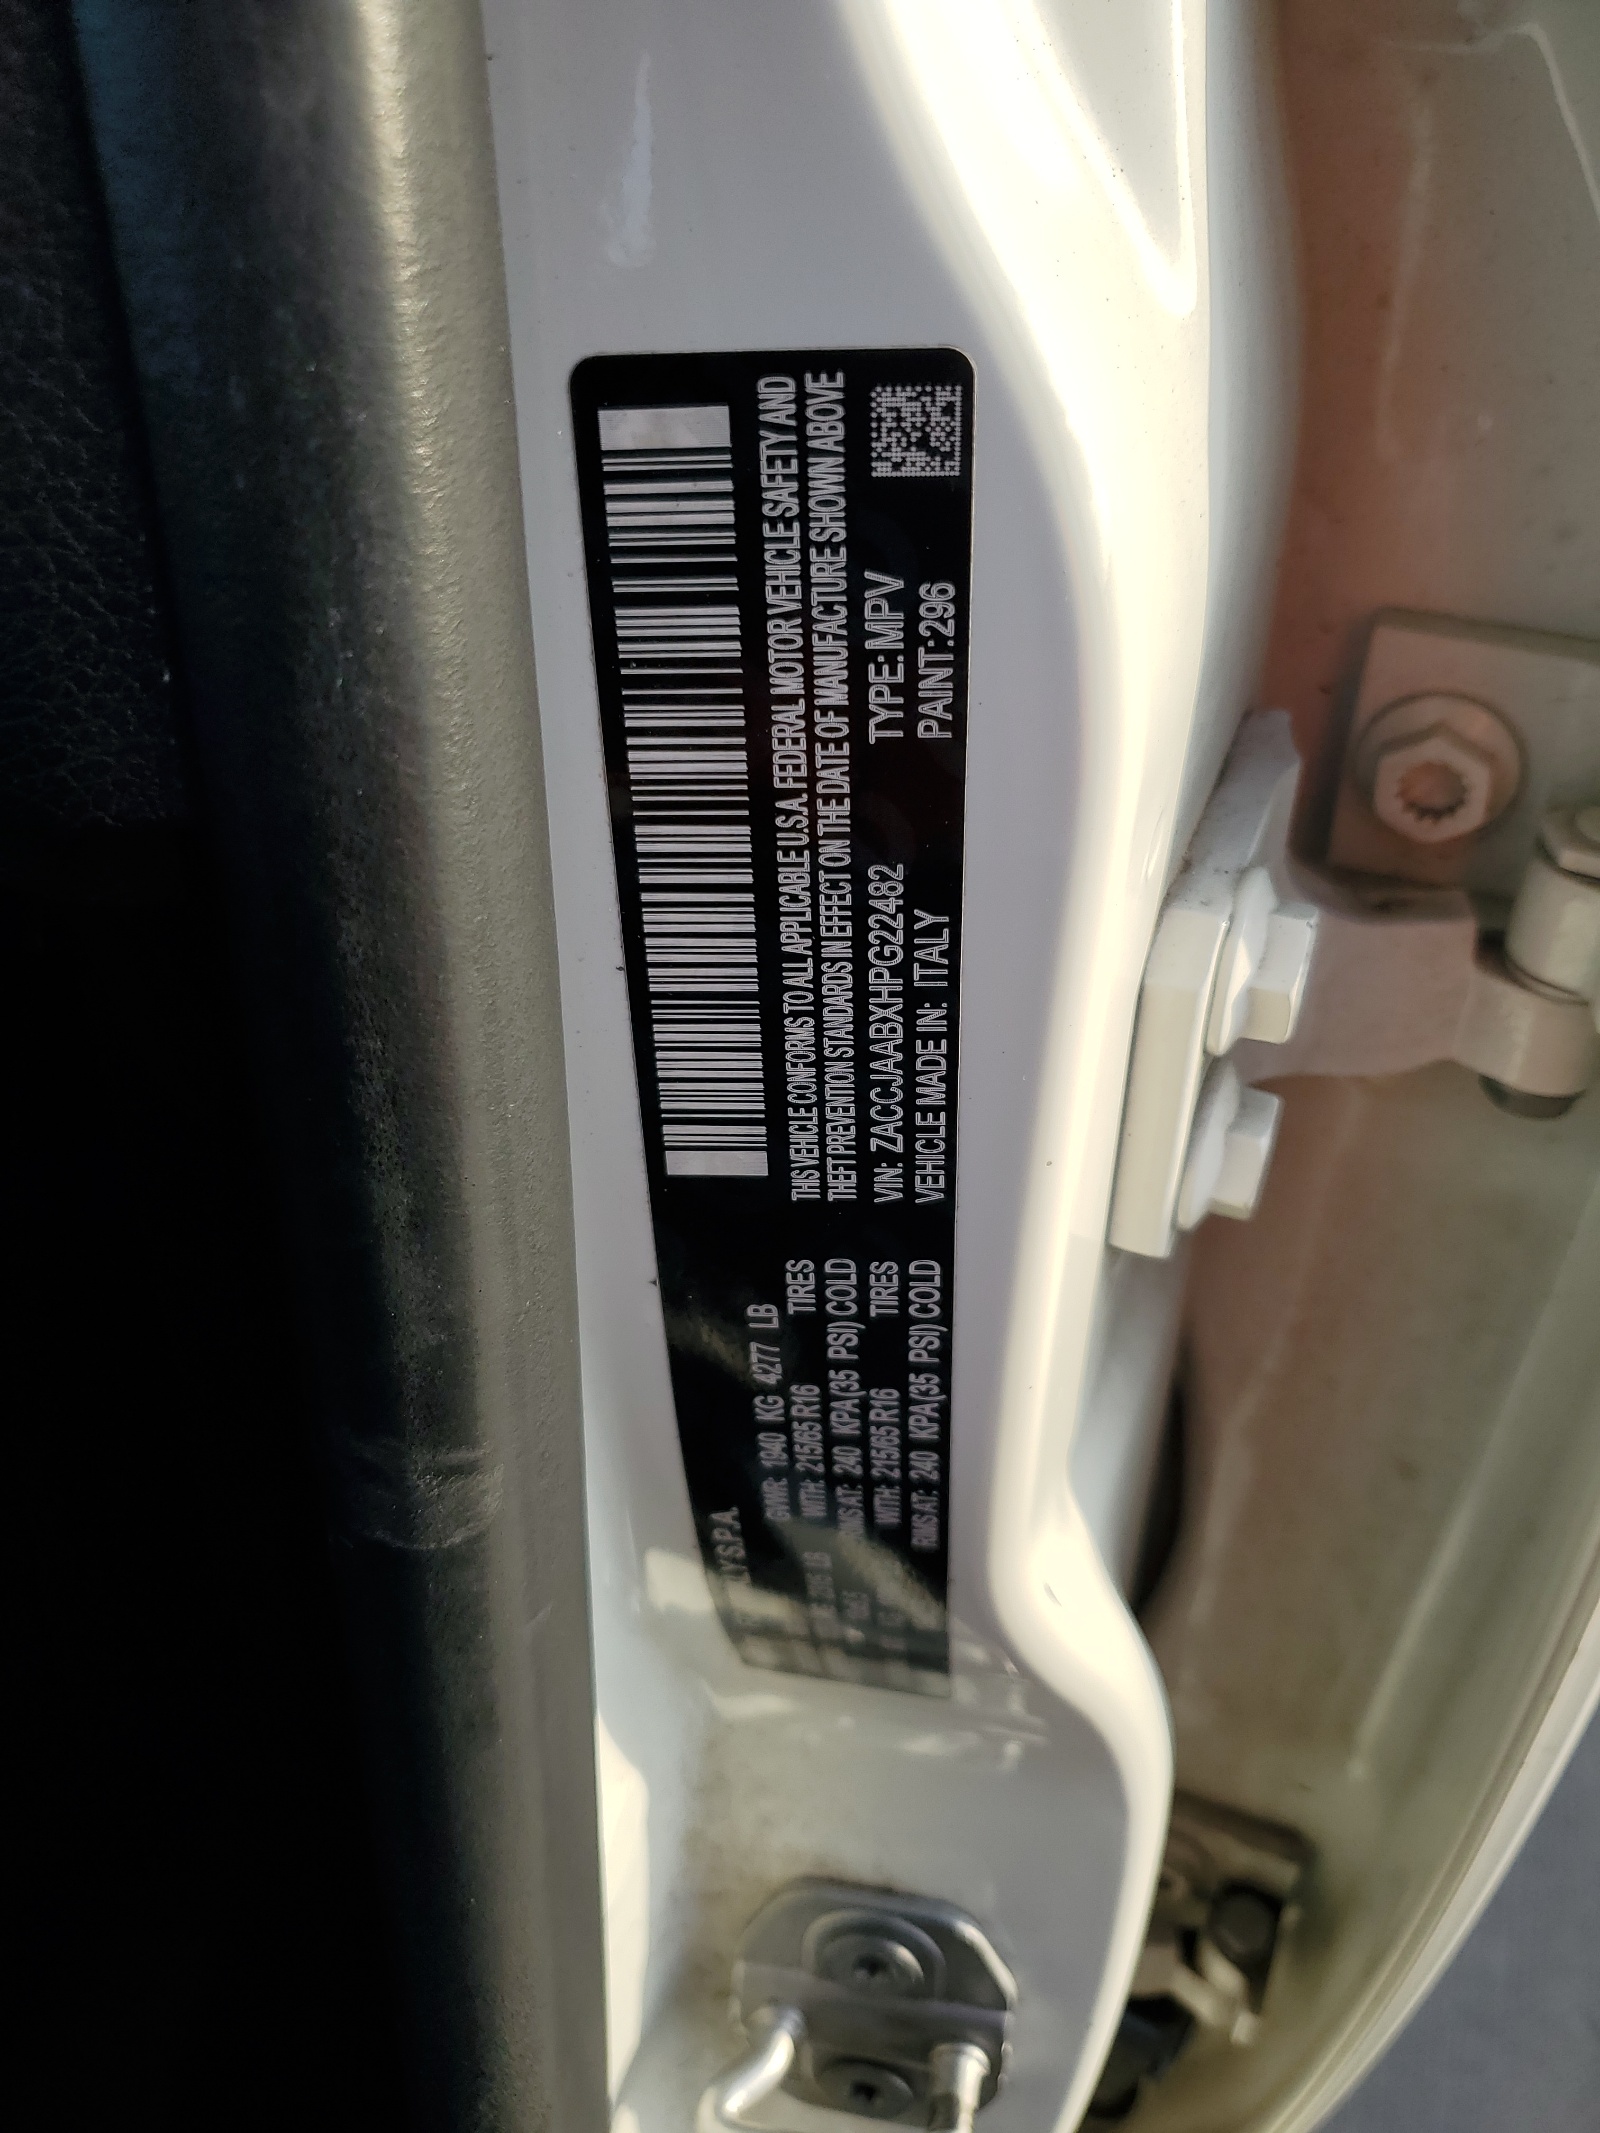 LY S.P.A.
GVWR: 1940 KG 4277 LB
WITH: 215/65 R16 TIRES
RIMS AT: 240 KPA(35 PSI) COLD
WITH: 215/65 R16 TIRES
RIMS AT: 240 KPA(35 PSI) COLD
THIS VEHICLE CONFORMS TO ALL APPLICABLE U.S.A. FEDERAL MOTOR VEHICLE SAFETY AND
THEFT PREVENTION STANDARDS IN EFFECT ON THE DATE OF MANUFACTURE SHOWN ABOVE
VIN: ZACCJAABXHPG22482 TYPE: MPV
VEHICLE MADE IN: ITALY PAINT:296